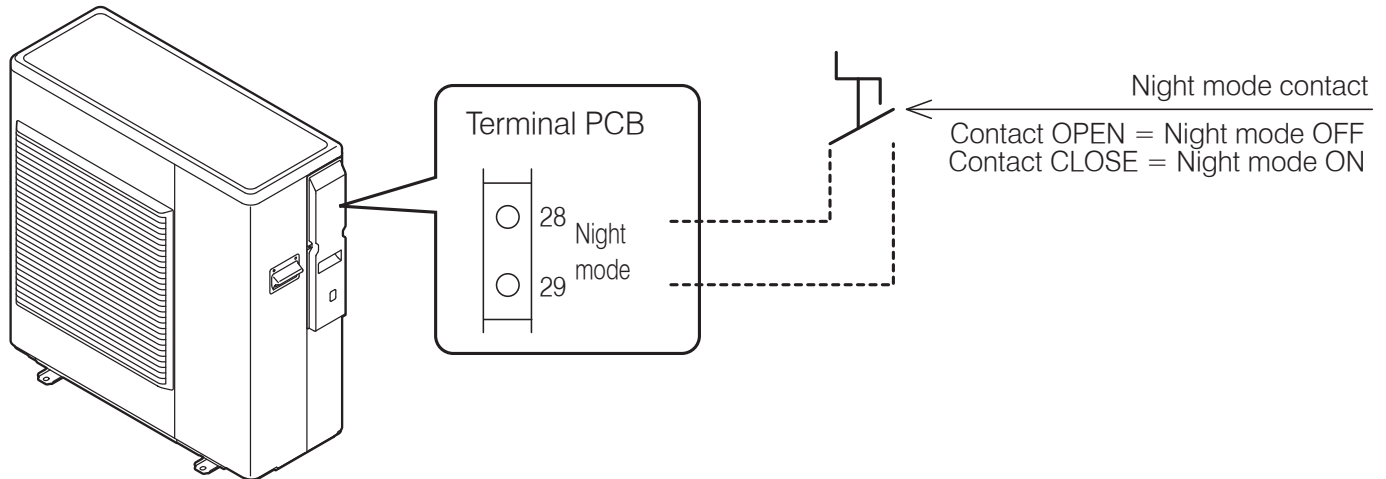 Night mode contact
Contact OPEN = Night mode OFF
Contact CLOSE = Night mode ON
Terminal PCB
28
Night
mode
29